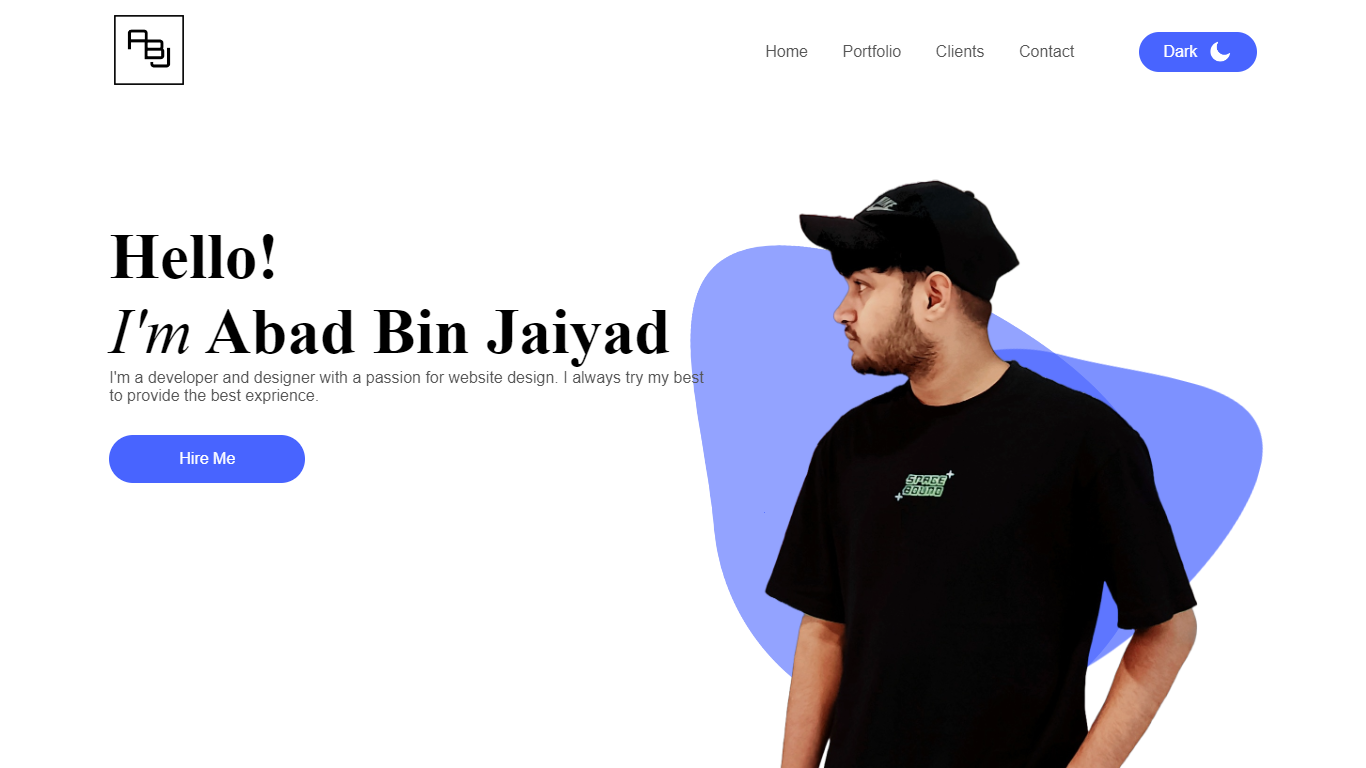 ABJ
Home Portfolio Clients Contact Dark
NIKE
Hello!
I'm Abad Bin Jaiyad
I'm a developer and designer with a passion for website design. I always try my best
to provide the best exprience.
Hire Me
SPACE
BOUND